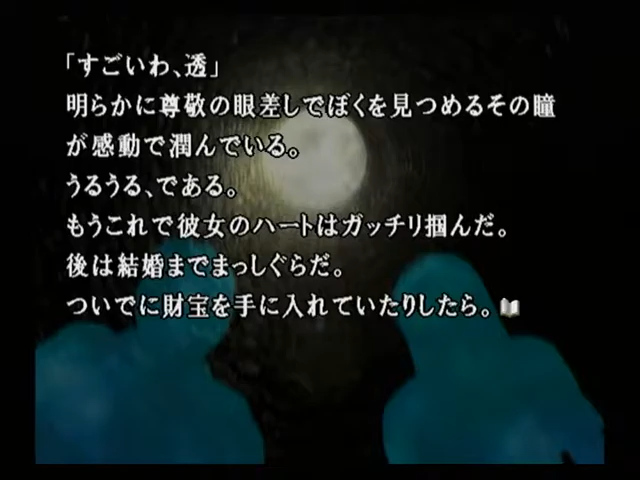 「すごいわ、透」
明らかに尊敬の眼差しでぼくを見つめるその瞳
が感動で潤んでいる。
うるうる、である。
もうこれで彼女のハートはガッチリ掴んだ。
後は結婚までまっしぐらだ。
ついでに財宝を手に入れていたりしたら。